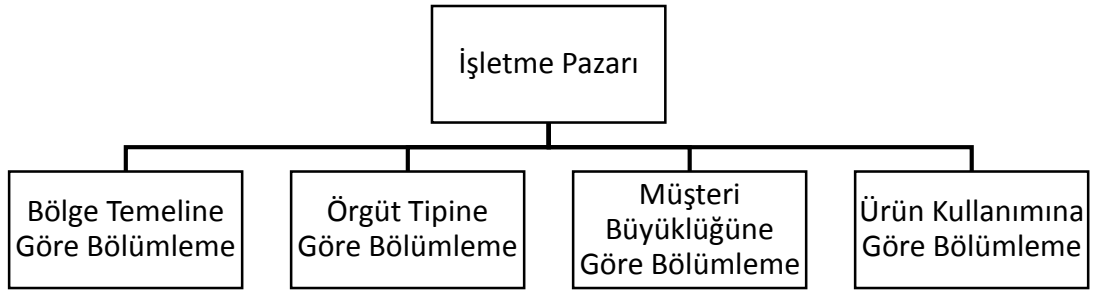 İşletme Pazarı
Bölge Temeline
Göre Bölümleme
Örgüt Tipine
Göre Bölümleme
Müşteri
Büyüklüğüne
Göre Bölümleme
Ürün Kullanımına
Göre Bölümleme